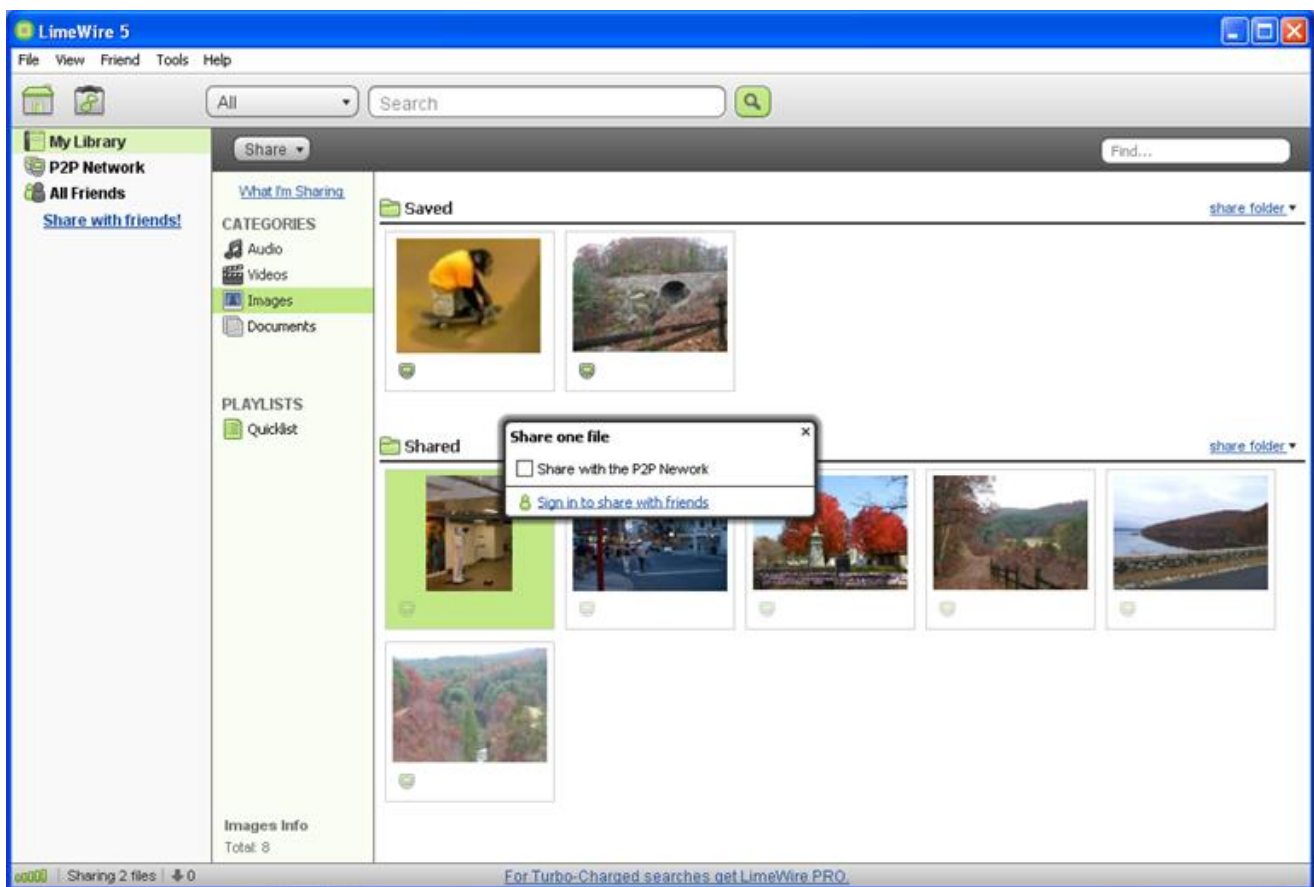 LimeWire 5
File View Friend Tools Help
All Search
My Library
P2P Network
All Friends
Share with friends!
Share Find...
What I'm Sharing
CATEGORIES
Audio
Videos
Images
Documents
PLAYLISTS
Quicklist
Saved share folder
Shared share folder
Share one file
Share with the P2P Nework
Sign in to share with friends
Images Info
Total: 8
Sharing 2 files 0
For Turbo-Charged searches get LimeWire PRO.